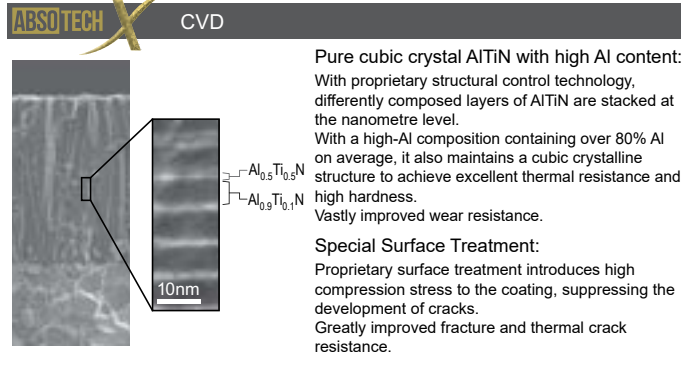 ABSOTECH X CVD
Pure cubic crystal AlTiN with high Al content:
With proprietary structural control technology,
differently composed layers of AlTiN are stacked at
the nanometre level.
With a high-Al composition containing over 80% Al
on average, it also maintains a cubic crystalline
structure to achieve excellent thermal resistance and
high hardness.
Vastly improved wear resistance.
Al0.5Ti0.5N
Al0.9Ti0.1N
10nm
Special Surface Treatment:
Proprietary surface treatment introduces high
compression stress to the coating, suppressing the
development of cracks.
Greatly improved fracture and thermal crack
resistance.